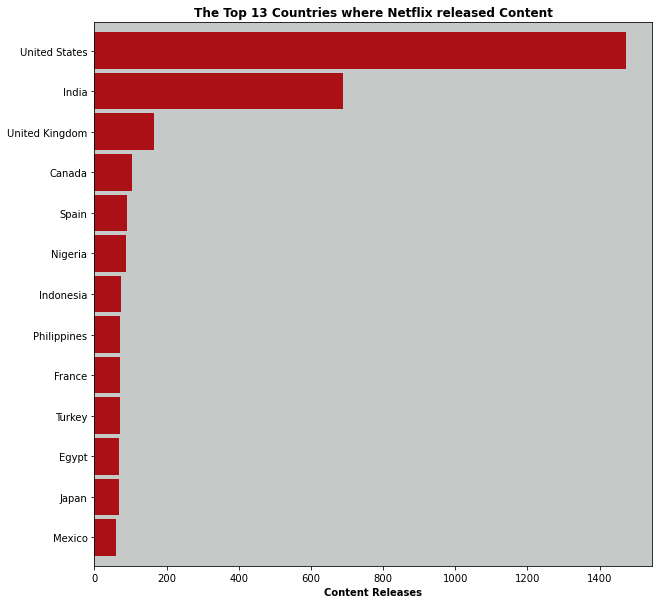 The Top 13 Countries where Netflix released Content
United States
India
United Kingdom
Canada
Spain
Nigeria
Indonesia
Philippines
France
Turkey
Egypt
Japan
Mexico
0 200 400 600 800 1000 1200 1400
Content Releases